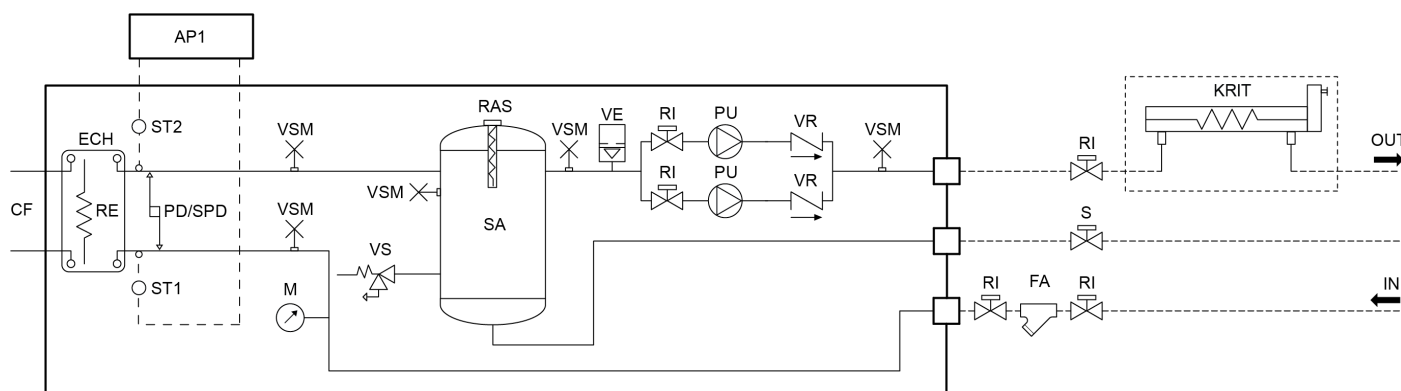 AP1
KRIT
RAS
VE
RI
PU
VR
ST2
VSM
VSM
VSM
RI
OUT
ECH
RI
PU
VR
VSM
CF
RE
PD/SPD
VSM
SA
S
VS
ST1
M
RI
FA
RI
IN